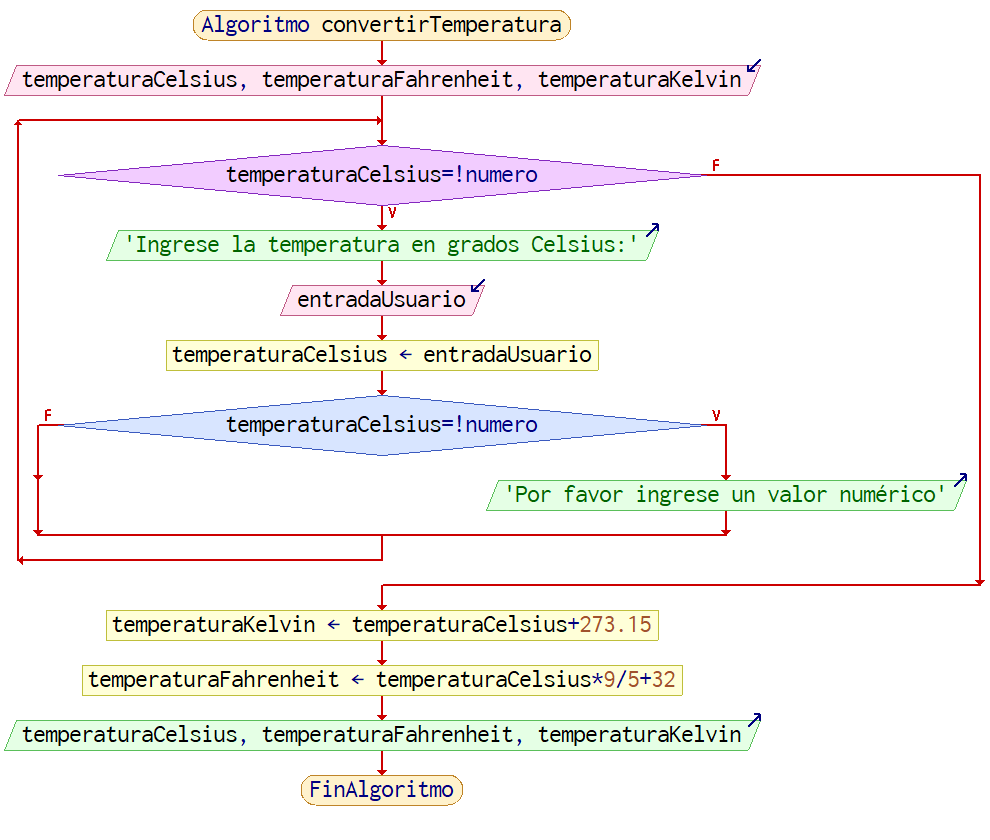 Algoritmo convertirTemperatura
temperaturaCelsius, temperaturaFahrenheit, temperaturaKelvin
temperaturaCelsius=!numero
F
V
'Ingrese la temperatura en grados Celsius:'
entradaUsuario
temperaturaCelsius ← entradaUsuario
F
temperaturaCelsius=!numero
V
'Por favor ingrese un valor numérico'
temperaturaKelvin ← temperaturaCelsius+273.15
temperaturaFahrenheit ← temperaturaCelsius*9/5+32
temperaturaCelsius, temperaturaFahrenheit, temperaturaKelvin
FinAlgoritmo